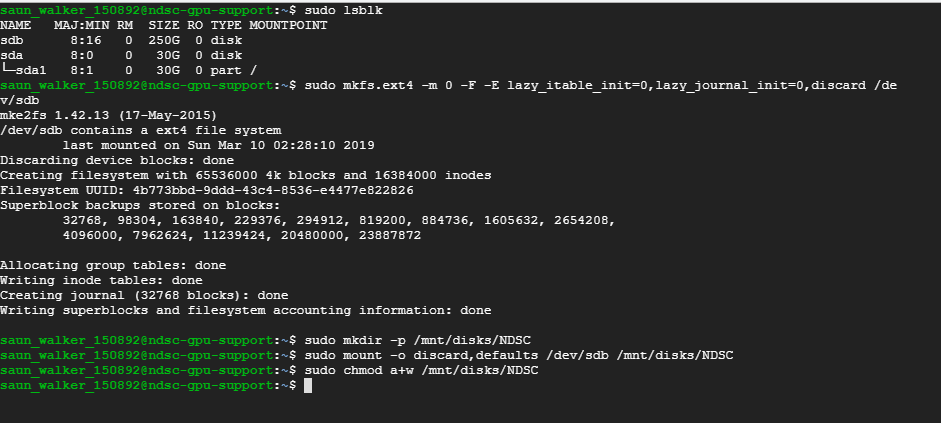 saun_walker_150892@ndsc-gpu-support:~$ sudo lsblk
NAME   MAJ:MIN RM  SIZE RO TYPE MOUNTPOINT
sdb      8:16   0  250G  0 disk
sda      8:0    0   30G  0 disk
└─sda1   8:1    0   30G  0 part /
saun_walker_150892@ndsc-gpu-support:~$ sudo mkfs.ext4 -m 0 -F -E lazy_itable_init=0,lazy_journal_init=0,discard /de
v/sdb
mke2fs 1.42.13 (17-May-2015)
/dev/sdb contains a ext4 file system
        last mounted on Sun Mar 10 02:28:10 2019
Discarding device blocks: done
Creating filesystem with 65536000 4k blocks and 16384000 inodes
Filesystem UUID: 4b773bbd-9ddd-43c4-8536-e4477e822826
Superblock backups stored on blocks:
        32768, 98304, 163840, 229376, 294912, 819200, 884736, 1605632, 2654208,
        4096000, 7962624, 11239424, 20480000, 23887872
Allocating group tables: done
Writing inode tables: done
Creating journal (32768 blocks): done
Writing superblocks and filesystem accounting information: done
saun_walker_150892@ndsc-gpu-support:~$ sudo mkdir -p /mnt/disks/NDSC
saun_walker_150892@ndsc-gpu-support:~$ sudo mount -o discard,defaults /dev/sdb /mnt/disks/NDSC
saun_walker_150892@ndsc-gpu-support:~$ sudo chmod a+w /mnt/disks/NDSC
saun_walker_150892@ndsc-gpu-support:~$